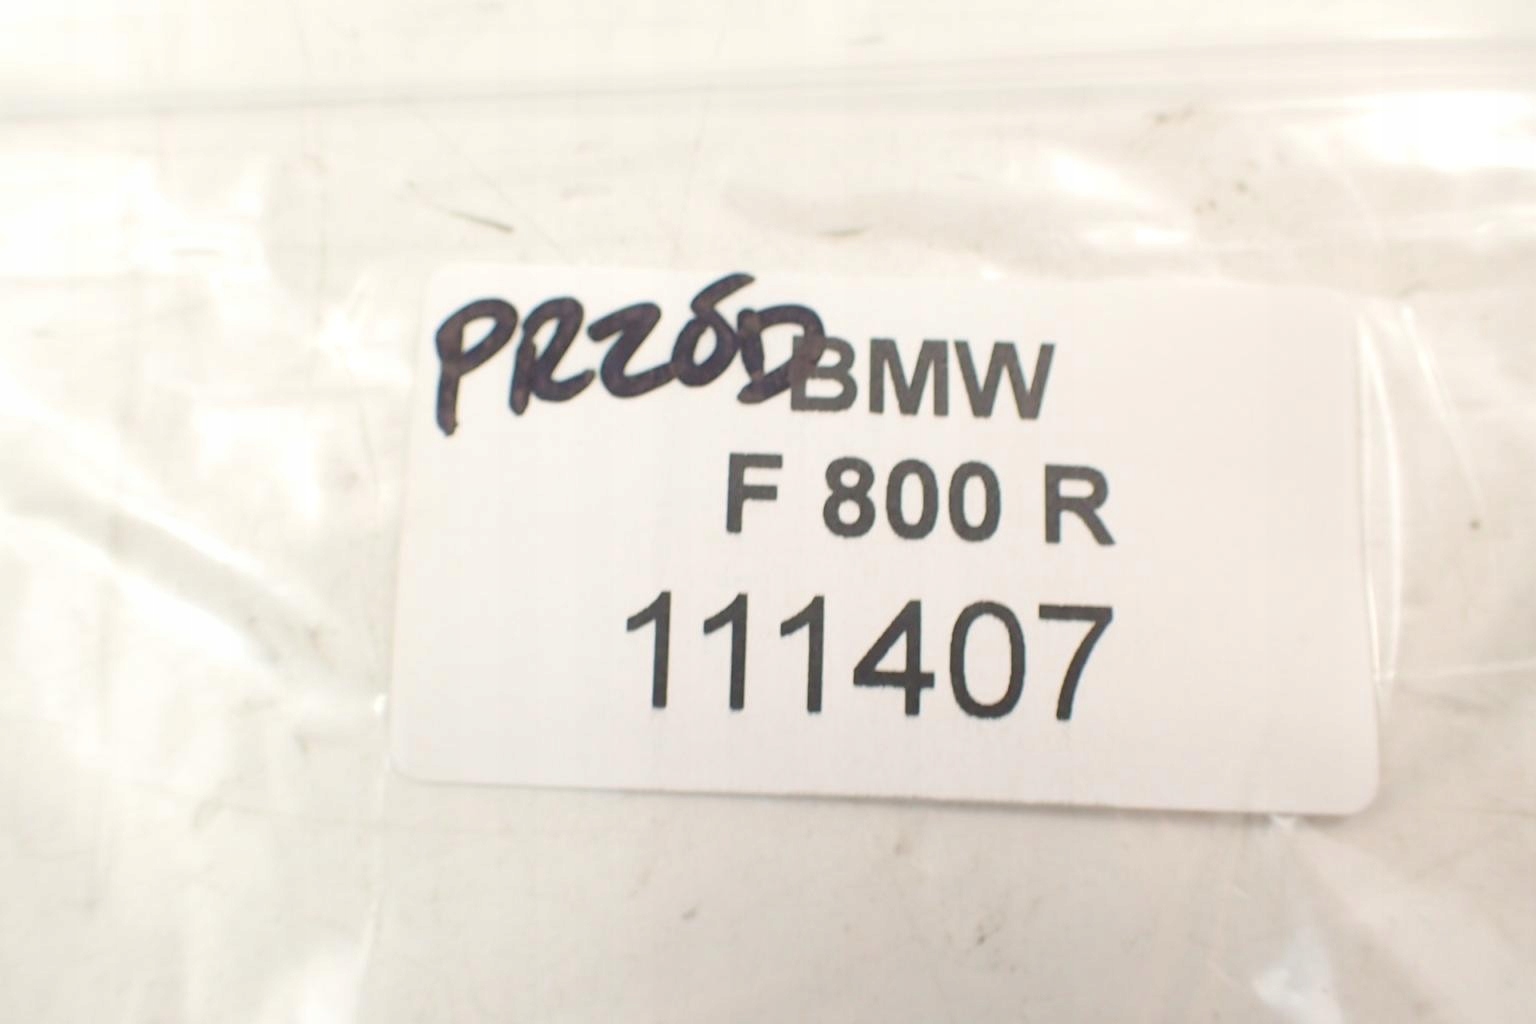 PRZÓD
BMW
F 800 R
111407